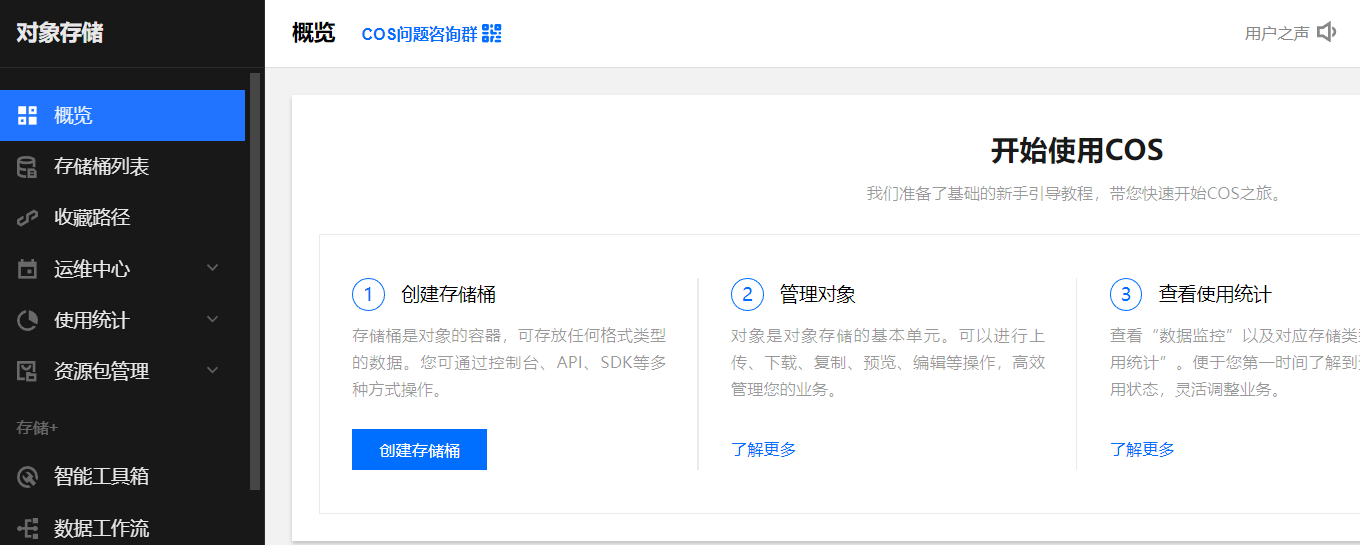 对象存储
概览
存储桶列表
收藏路径
运维中心
使用统计
资源包管理
存储+
智能工具箱
数据工作流
概览
COS问题咨询群
用户之声
开始使用COS
我们准备了基础的新手引导教程，带您快速开始COS之旅。
1 创建存储桶
存储桶是对象的容器，可存放任何格式类型
的数据。您可通过控制台、API、SDK等多
种方式操作。
创建存储桶
2 管理对象
对象是对象存储的基本单元。可以进行上
传、下载、复制、预览、编辑等操作，高效
管理您的业务。
了解更多
3 查看使用统计
查看“数据监控”以及对应存储类
用统计”。便于您第一时间了解到
用状态，灵活调整业务。
了解更多